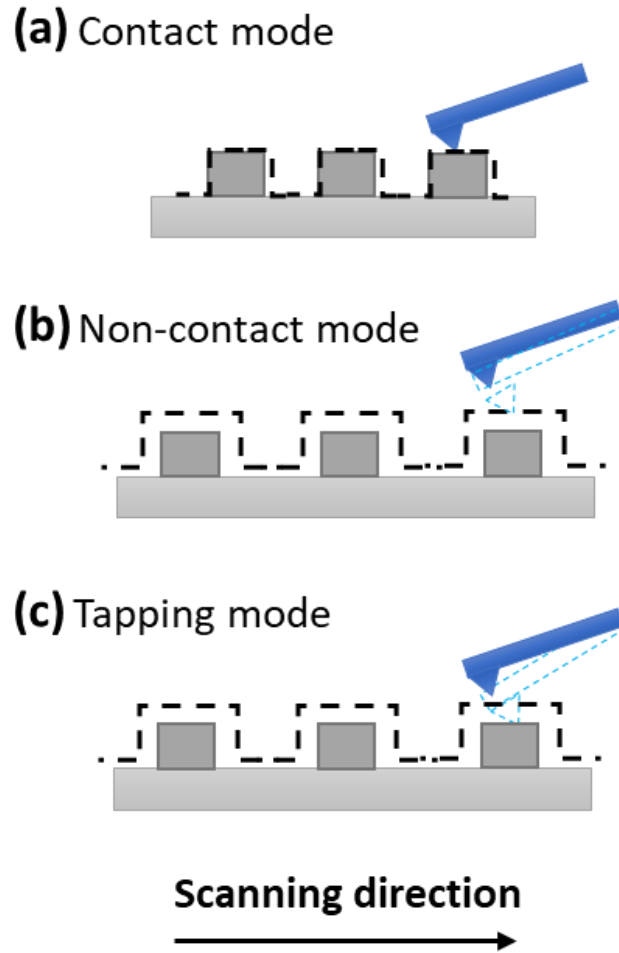 (a) Contact mode
(b) Non-contact mode
(c) Tapping mode
Scanning direction